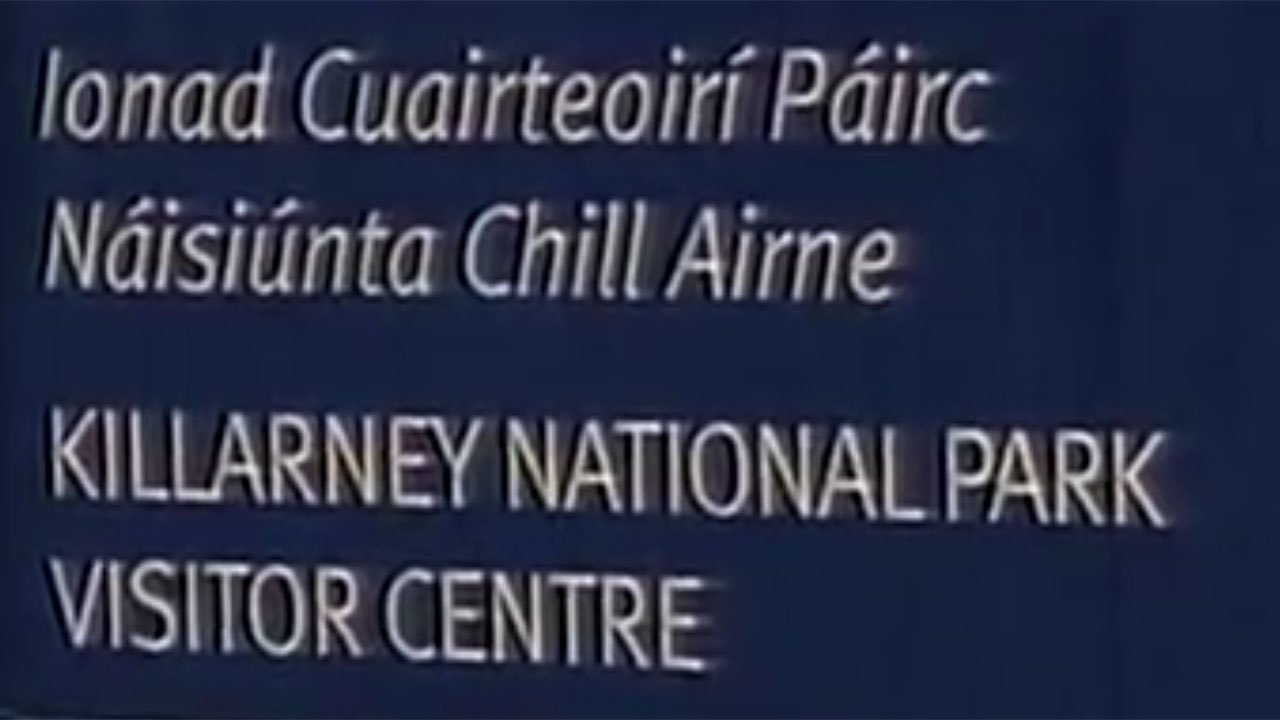 Ionad Cuairteoirí Páirc
Náisiúnta Chill Airne
KILLARNEY NATIONAL PARK
VISITOR CENTRE